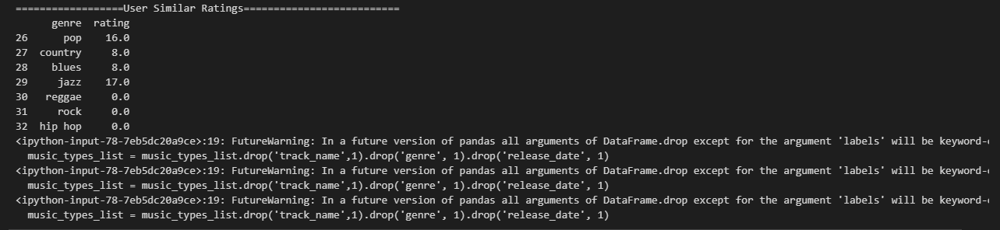 ==================User Similar Ratings==========================
genre rating
26 pop 16.0
27 country 8.0
28 blues 8.0
29 jazz 17.0
30 reggae 0.0
31 rock 0.0
32 hip hop 0.0
<ipython-input-78-7eb5dc20a9ce>:19: FutureWarning: In a future version of pandas all arguments of DataFrame.drop except for the argument 'labels' will be keyword-
music_types_list = music_types_list.drop('track_name',1).drop('genre', 1).drop('release_date', 1)
<ipython-input-78-7eb5dc20a9ce>:19: FutureWarning: In a future version of pandas all arguments of DataFrame.drop except for the argument 'labels' will be keyword-
music_types_list = music_types_list.drop('track_name',1).drop('genre', 1).drop('release_date', 1)
<ipython-input-78-7eb5dc20a9ce>:19: FutureWarning: In a future version of pandas all arguments of DataFrame.drop except for the argument 'labels' will be keyword-
music_types_list = music_types_list.drop('track_name',1).drop('genre', 1).drop('release_date', 1)